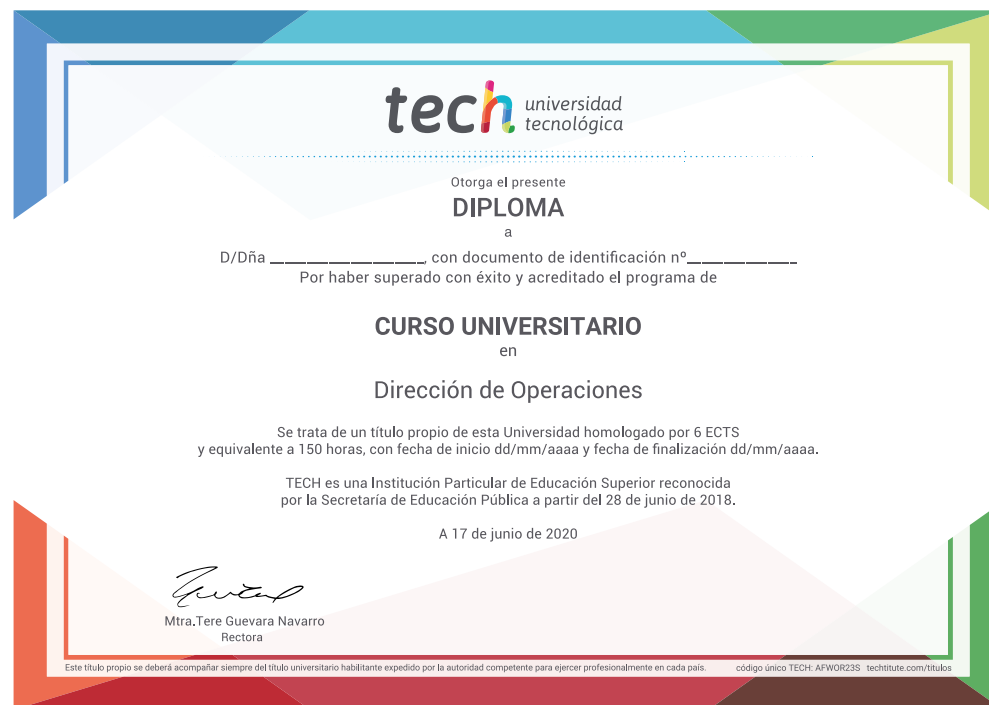 tech universidad
tecnológica
Otorga el presente
DIPLOMA
a
D/Dña ____________________, con documento de identificación nº______________
Por haber superado con éxito y acreditado el programa de
CURSO UNIVERSITARIO
en
Dirección de Operaciones
Se trata de un título propio de esta Universidad homologado por 6 ECTS
y equivalente a 150 horas, con fecha de inicio dd/mm/aaaa y fecha de finalización dd/mm/aaaa.
TECH es una Institución Particular de Educación Superior reconocida
por la Secretaría de Educación Pública a partir del 28 de junio de 2018.
A 17 de junio de 2020
Mtra.Tere Guevara Navarro
Rectora
Este título propio se deberá acompañar siempre del título universitario habilitante expedido por la autoridad competente para ejercer profesionalmente en cada país. código único TECH: AFWOR23S techtitute.com/titulos